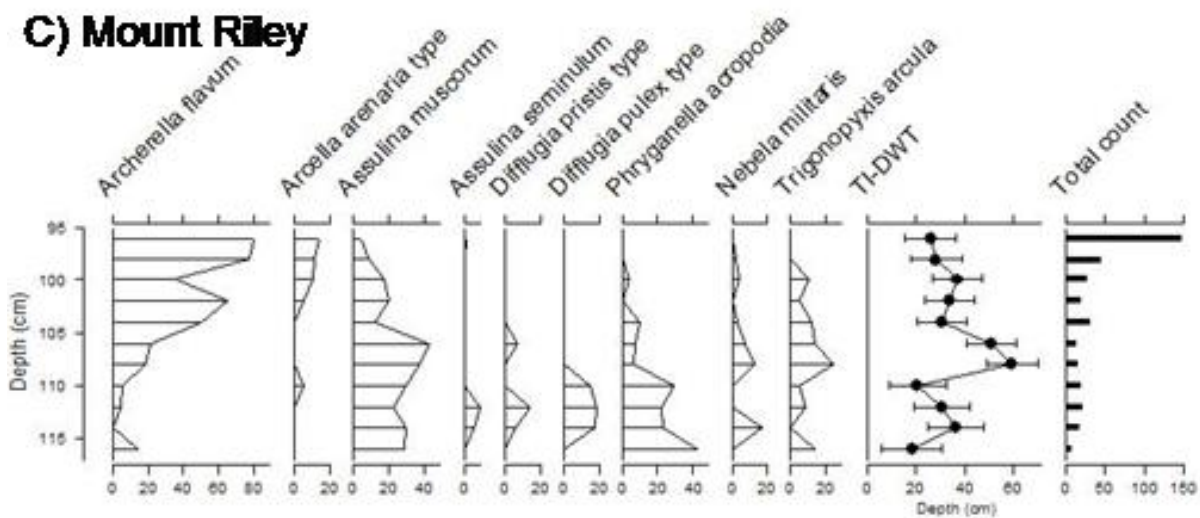 C) Mount Riley
Archerella flavum
Arcella arenaria type
Assulina muscorum
Assulina seminulum
Difflugia pristis type
Difflugia pulex type
Phryganella acropodia
Nebela militaris
Trigonopyxis arcula
TI-DWT
Total count
95
100
105
110
115
Depth (cm)
0 20 40 60 80 0 20 0 20 40 0 0 20 0 20 0 20 40 0 20 0 20 0 20 40 60 0 50 100 150
Depth (cm)